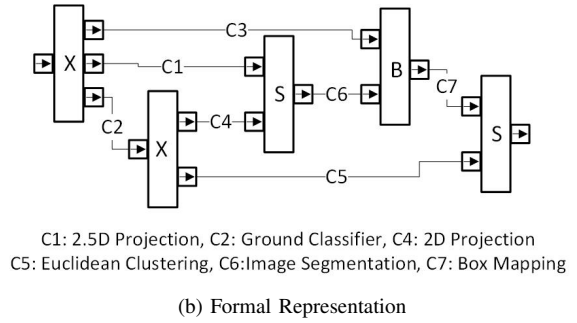 C3
X
C1
B
S
C7
C6
C2
X
C4
S
C5
C1: 2.5D Projection, C2: Ground Classifier, C4: 2D Projection
C5: Euclidean Clustering, C6:Image Segmentation, C7: Box Mapping
(b) Formal Representation